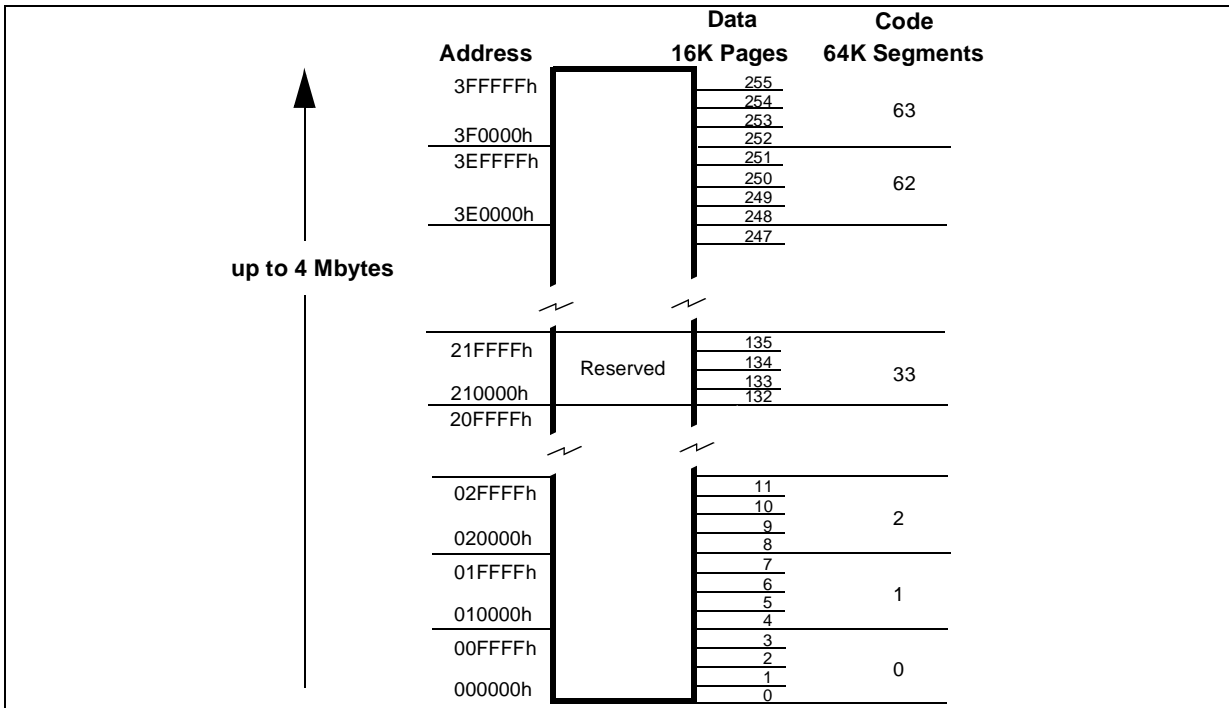 Data Code
Address 16K Pages 64K Segments
3FFFFFh 255
254
253 63
3F0000h 252
3EFFFFh 251
250 62
249
3E0000h 248
247
up to 4 Mbytes
21FFFFh 135
Reserved 134
133 33
210000h 132
20FFFFh
02FFFFh 11
10
9 2
020000h 8
01FFFFh 7
6
5 1
010000h 4
00FFFFh 3
2
1 0
000000h 0